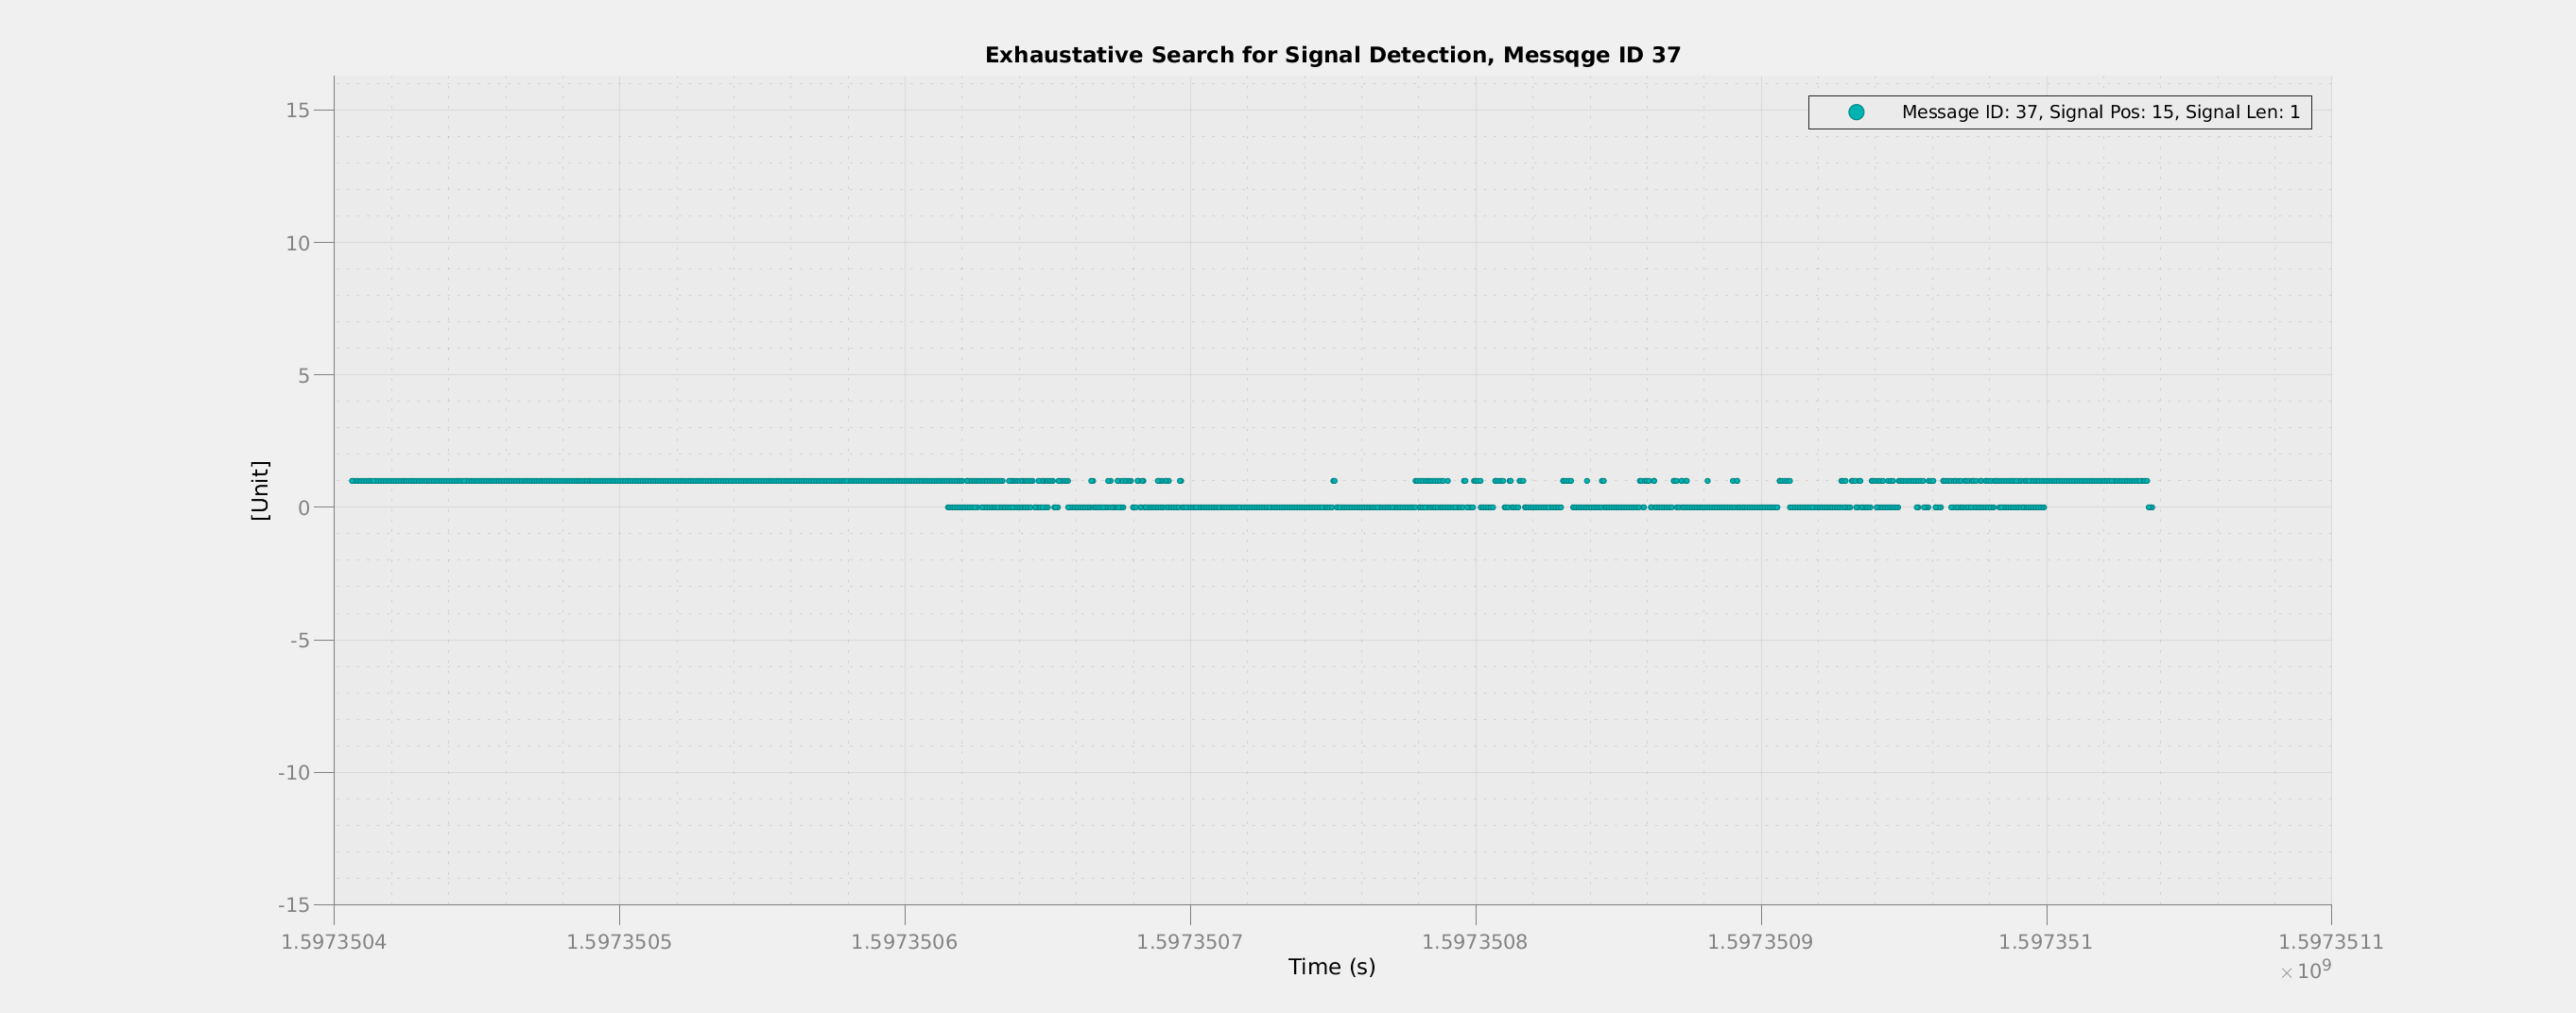 Exhaustative Search for Signal Detection, Messqge ID 37
Message ID: 37, Signal Pos: 15, Signal Len: 1
15
10
5
0
-5
-10
-15
[Unit]
1.5973504 1.5973505 1.5973506 1.5973507 1.5973508 1.5973509 1.597351 1.5973511
Time (s)
× 10⁹